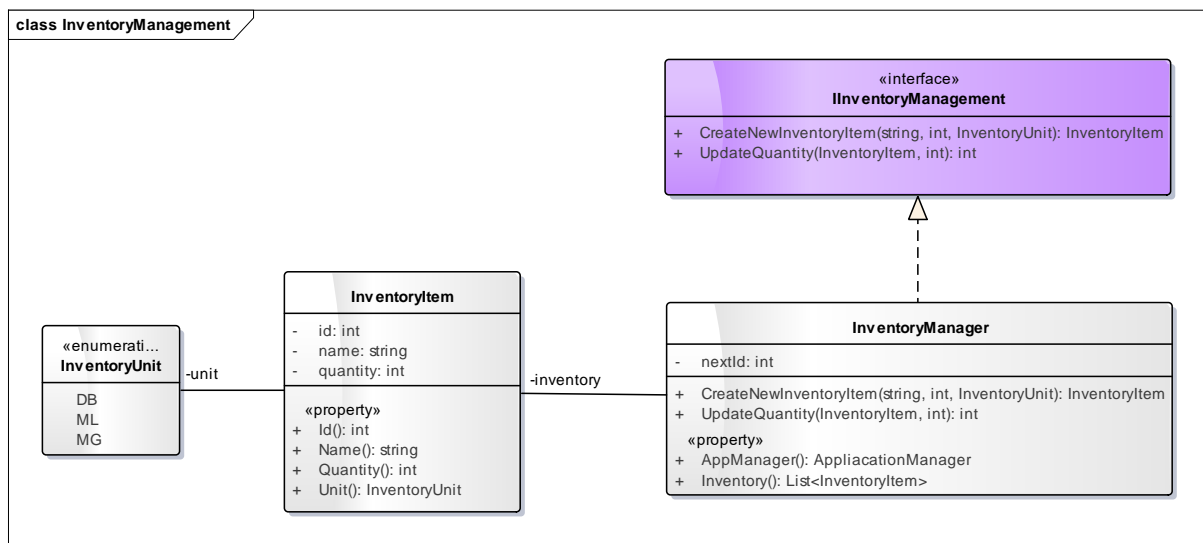 class InventoryManagement
«interface»
IInventoryManagement
+ CreateNewInventoryItem(string, int, InventoryUnit): InventoryItem
+ UpdateQuantity(InventoryItem, int): int
«enumerati...
InventoryUnit
DB
ML
MG
-unit
InventoryItem
- id: int
- name: string
- quantity: int
«property»
+ Id(): int
+ Name(): string
+ Quantity(): int
+ Unit(): InventoryUnit
-inventory
InventoryManager
- nextId: int
+ CreateNewInventoryItem(string, int, InventoryUnit): InventoryItem
+ UpdateQuantity(InventoryItem, int): int
«property»
+ AppManager(): AppliacationManager
+ Inventory(): List<InventoryItem>